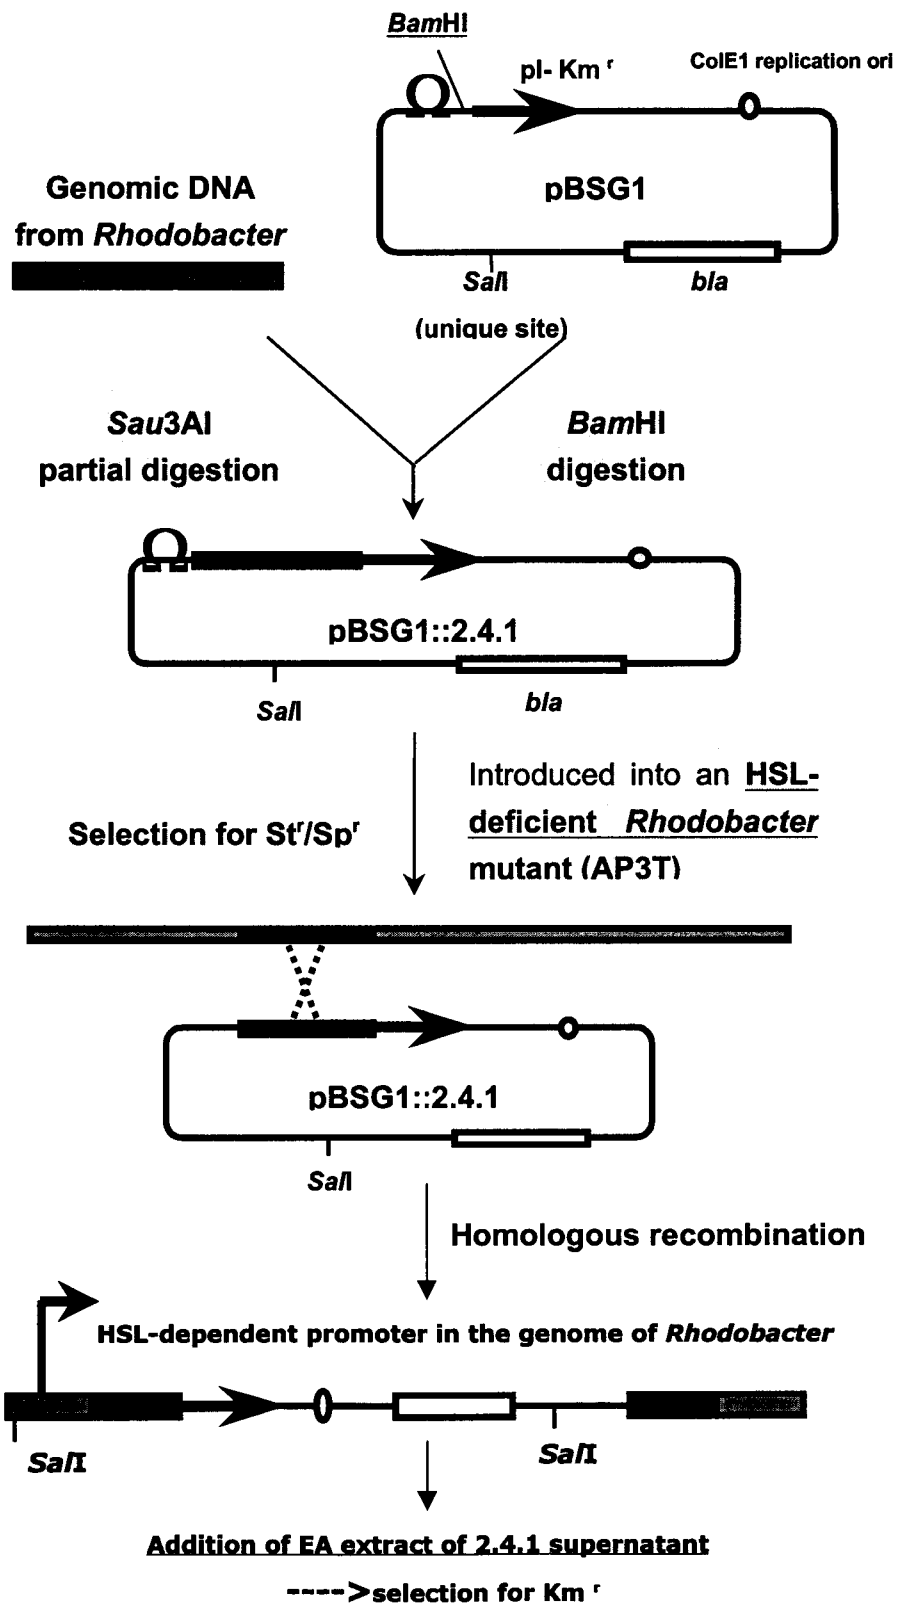 BamHI
pl- Km r
ColE1 replication ori
Genomic DNA
from Rhodobacter
pBSG1
SalI
bla
(unique site)
Sau3AI
partial digestion
BamHI
digestion
pBSG1::2.4.1
SalI
bla
Introduced into an HSL-
deficient Rhodobacter
mutant (AP3T)
Selection for Str/Spr
pBSG1::2.4.1
SalI
Homologous recombination
HSL-dependent promoter in the genome of Rhodobacter
SalI
SalI
Addition of EA extract of 2.4.1 supernatant
---->selection for Km r